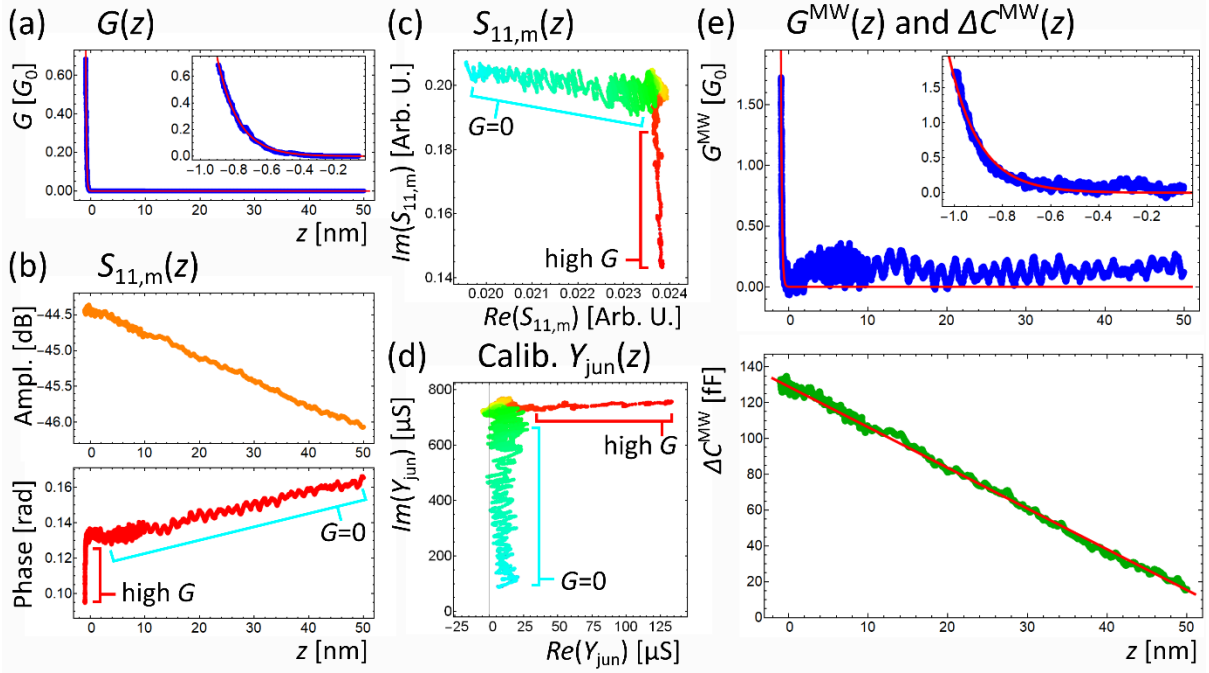 (a) G(z)
G [G0]
0.60
0.40
0.20
0.00
0.6
0.4
0.2
0.0
−1.0 −0.8 −0.6 −0.4 −0.2
0 10 20 30 40 50
z [nm]
(b) S11,m(z)
Ampl. [dB]
−44.5
−45.0
−45.5
−46.0
0 10 20 30 40 50
Phase [rad]
0.16
0.14
0.12
0.10
G=0
high G
0 10 20 30 40 50
z [nm]
(c) S11,m(z)
Im(S11,m) [Arb. U.]
0.20
0.18
0.16
0.14
G=0
high G
0.020 0.021 0.022 0.023 0.024
Re(S11,m) [Arb. U.]
(d) Calib. Yjun(z)
Im(Yjun) [µS]
800
600
400
200
0
high G
G=0
−25 0 25 50 75 100 125
Re(Yjun) [µS]
(e) GMW(z) and ΔCMW(z)
GMW [G0]
1.50
1.00
0.50
0.00
1.5
1.0
0.5
0.0
−1.0 −0.8 −0.6 −0.4 −0.2
0 10 20 30 40 50
ΔCMW [fF]
140
120
100
80
60
40
20
0
0 10 20 30 40 50
z [nm]